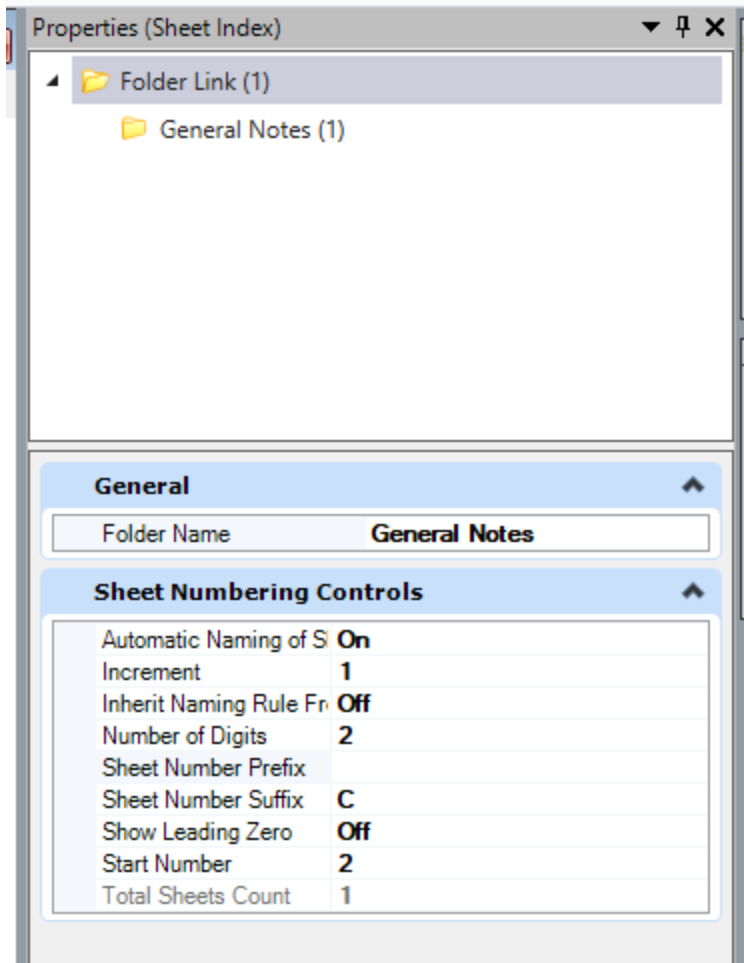 Properties (Sheet Index)
Folder Link (1)
General Notes (1)
General
Folder Name General Notes
Sheet Numbering Controls
Automatic Naming of S On
Increment 1
Inherit Naming Rule Fr Off
Number of Digits 2
Sheet Number Prefix
Sheet Number Suffix C
Show Leading Zero Off
Start Number 2
Total Sheets Count 1